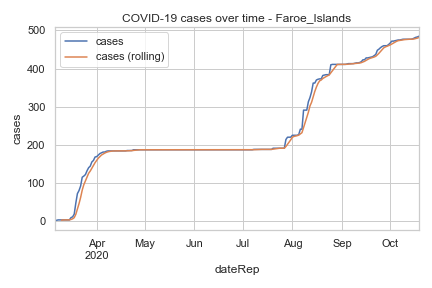 COVID-19 cases over time - Faroe_Islands
cases
cases (rolling)
500
400
300
200
100
0
cases
Apr
2020
May
Jun
Jul
Aug
Sep
Oct
dateRep